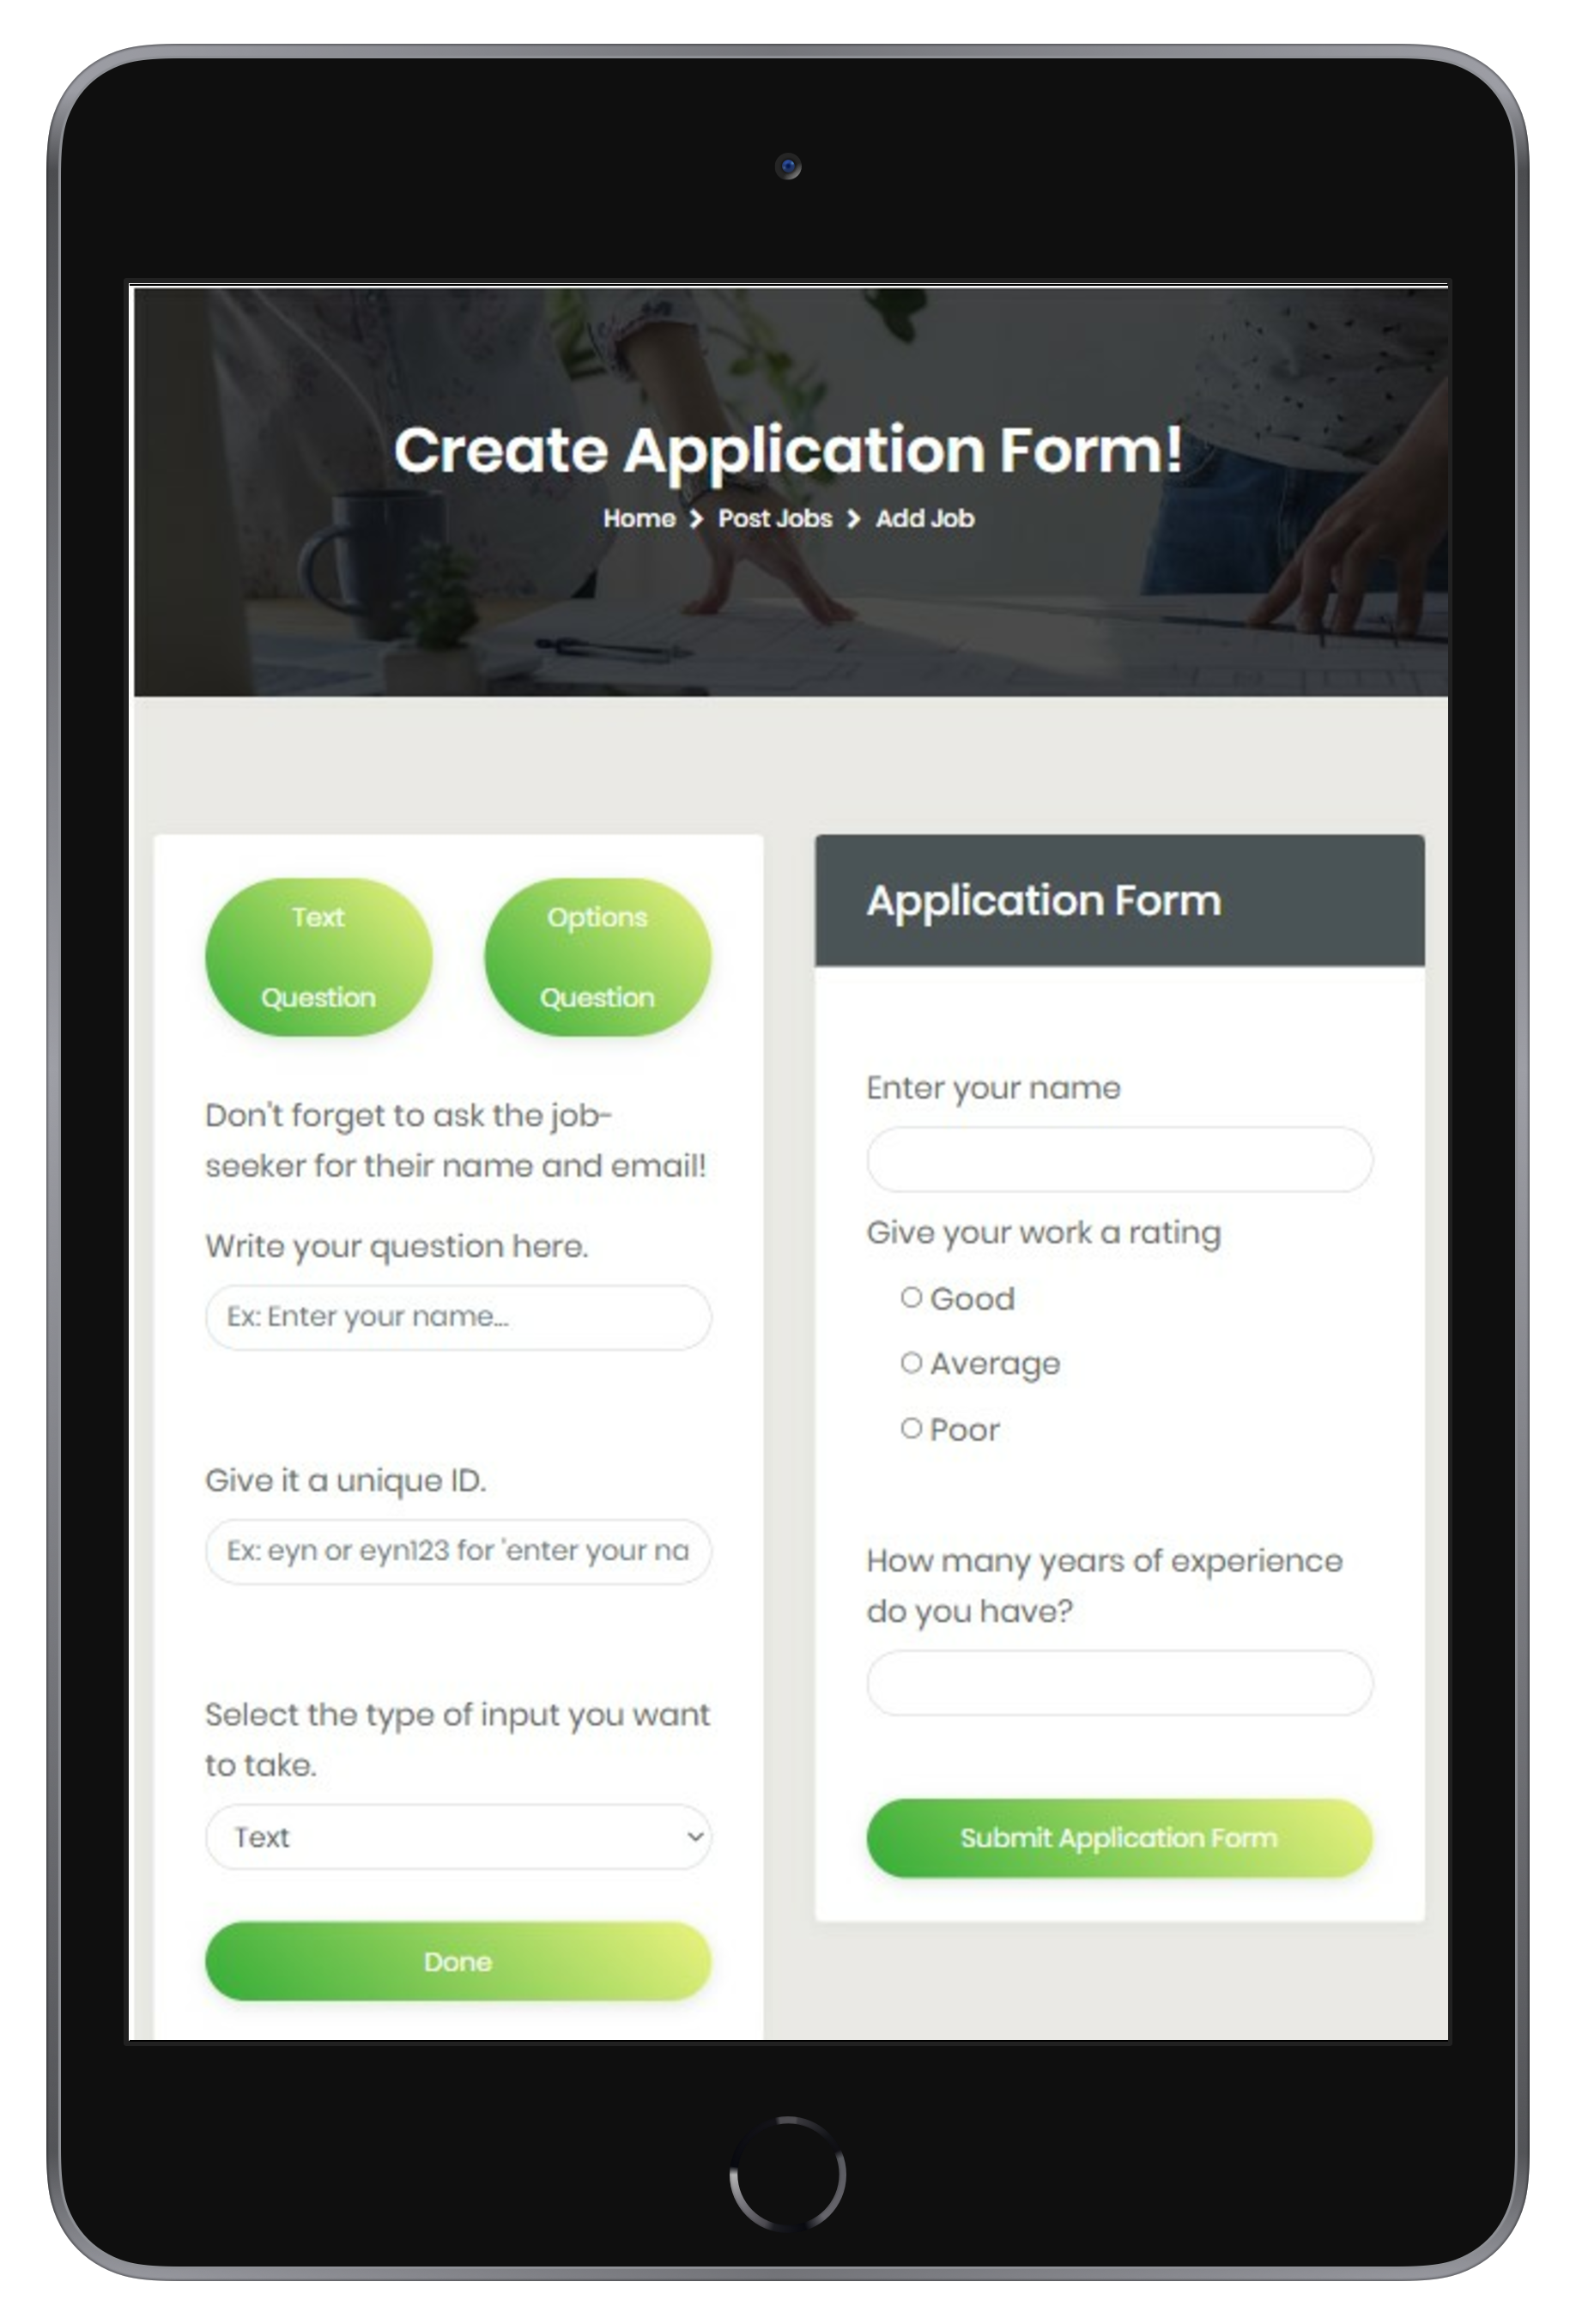 Create Application Form!
Home > Post Jobs > Add Job
Text
Question
Options
Question
Don't forget to ask the job-
seeker for their name and email!
Write your question here.
Ex: Enter your name...
Give it a unique ID.
Ex: eyn or eyn123 for 'enter your na
Select the type of input you want
to take.
Text
Done
Application Form
Enter your name
Give your work a rating
Good
Average
Poor
How many years of experience
do you have?
Submit Application Form